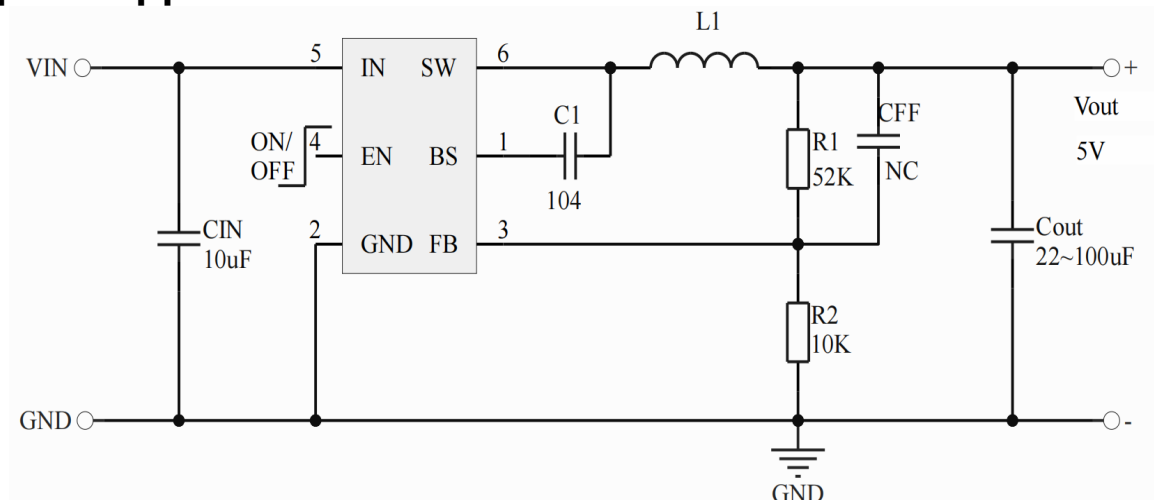 L1
VIN
5
IN
SW
6
+
CFF
Vout
C1
ON/
OFF
4
EN
BS
1
R1
52K
NC
5V
104
CIN
10uF
2
GND
FB
3
Cout
22~100uF
R2
10K
GND
-
GND